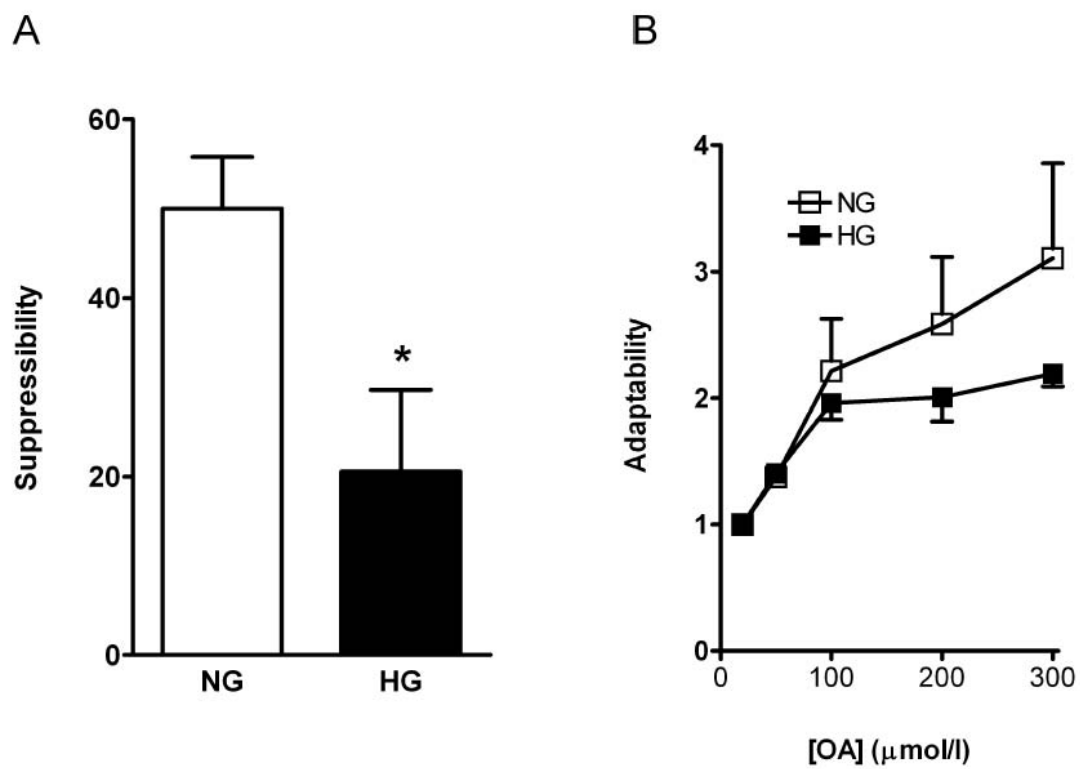 A
60
40
20
0
Suppressibility
*
NG
HG
B
4
3
2
1
0
Adaptability
NG
HG
0 100 200 300
[OA] (μmol/l)